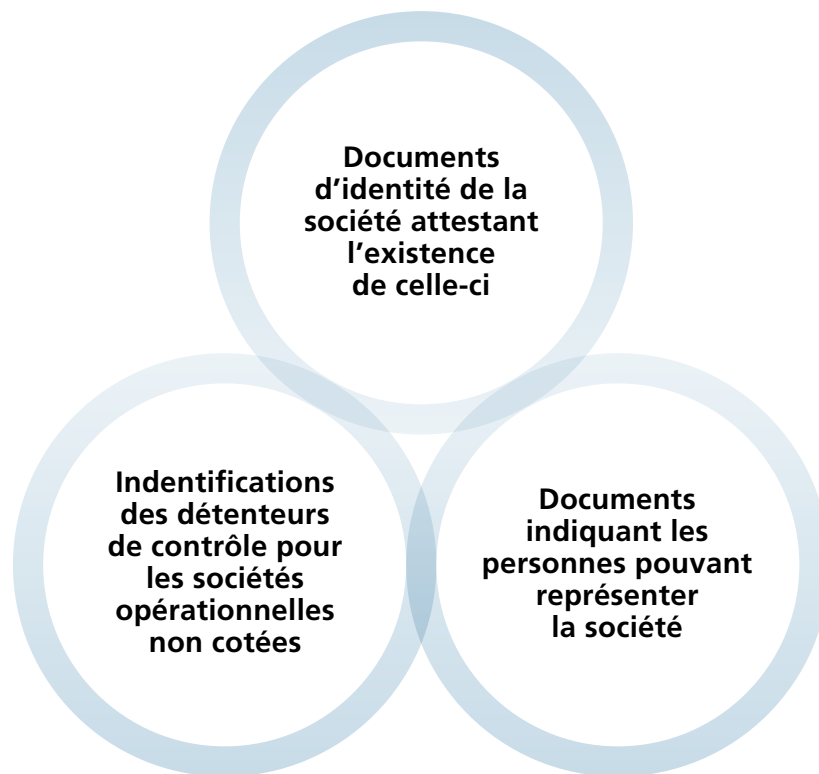 Documents
d'identité de la
société attestant
l'existence
de celle-ci
Indentifications
des détenteurs
de contrôle pour
les sociétés
opérationnelles
non cotées
Documents
indiquant les
personnes pouvant
représenter
la société